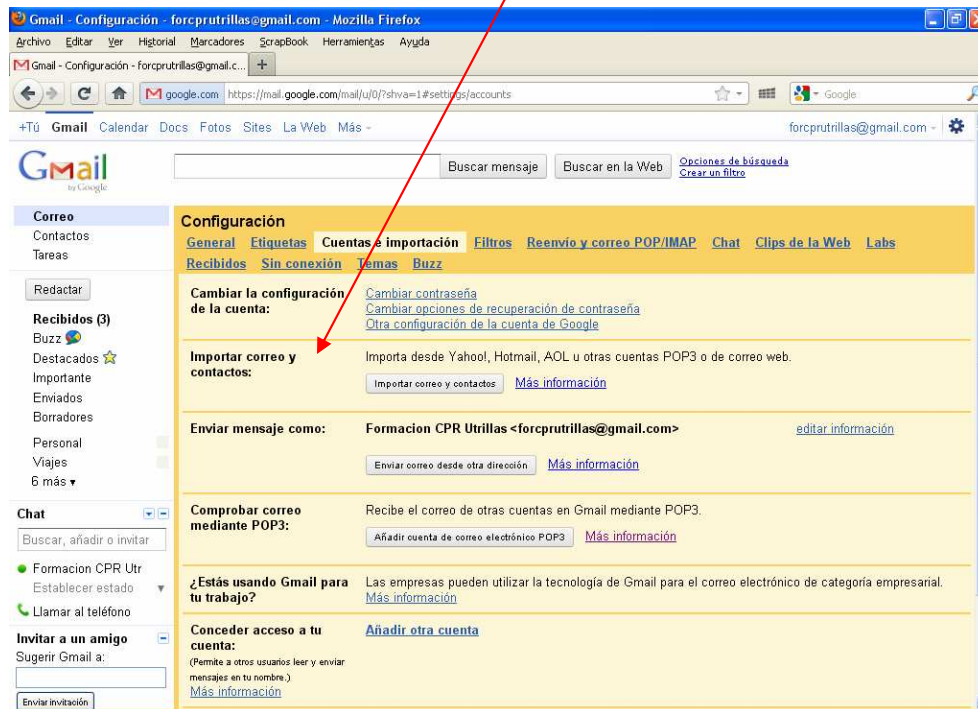 Gmail - Configuración - forcprutrillas@gmail.com - Mozilla Firefox
Archivo Editar Ver Historial Marcadores ScrapBook Herramientas Ayuda
Gmail - Configuración - forcprutrillas@gmail.c... +
google.com https://mail.google.com/mail/u/0/?shva=1#settings/accounts Google
+Tú Gmail Calendar Docs Fotos Sites La Web Más forcprutrillas@gmail.com
Gmail by Google
Buscar mensaje Buscar en la Web Opciones de búsqueda
Crear un filtro
Correo
Contactos
Tareas
Redactar
Recibidos (3)
Buzz
Destacados
Importante
Enviados
Borradores
Personal
Viajes
6 más
Chat
Buscar, añadir o invitar
Formacion CPR Utr
Establecer estado
Llamar al teléfono
Invitar a un amigo
Sugerir Gmail a:
Enviar invitación
Configuración
General Etiquetas Cuentas e importación Filtros Reenvío y correo POP/IMAP Chat Clips de la Web Labs
Recibidos Sin conexión Temas Buzz
Cambiar la configuración de la cuenta:
Cambiar contraseña
Cambiar opciones de recuperación de contraseña
Otra configuración de la cuenta de Google
Importar correo y contactos:
Importa desde Yahoo!, Hotmail, AOL u otras cuentas POP3 o de correo web.
Importar correo y contactos Más información
Enviar mensaje como:
Formacion CPR Utrillas <forcprutrillas@gmail.com> editar información
Enviar correo desde otra dirección Más información
Comprobar correo mediante POP3:
Recibe el correo de otras cuentas en Gmail mediante POP3.
Añadir cuenta de correo electrónico POP3 Más información
¿Estás usando Gmail para tu trabajo?
Las empresas pueden utilizar la tecnología de Gmail para el correo electrónico de categoría empresarial.
Más información
Conceder acceso a tu cuenta:
(Permite a otros usuarios leer y enviar mensajes en tu nombre.)
Más información
Añadir otra cuenta